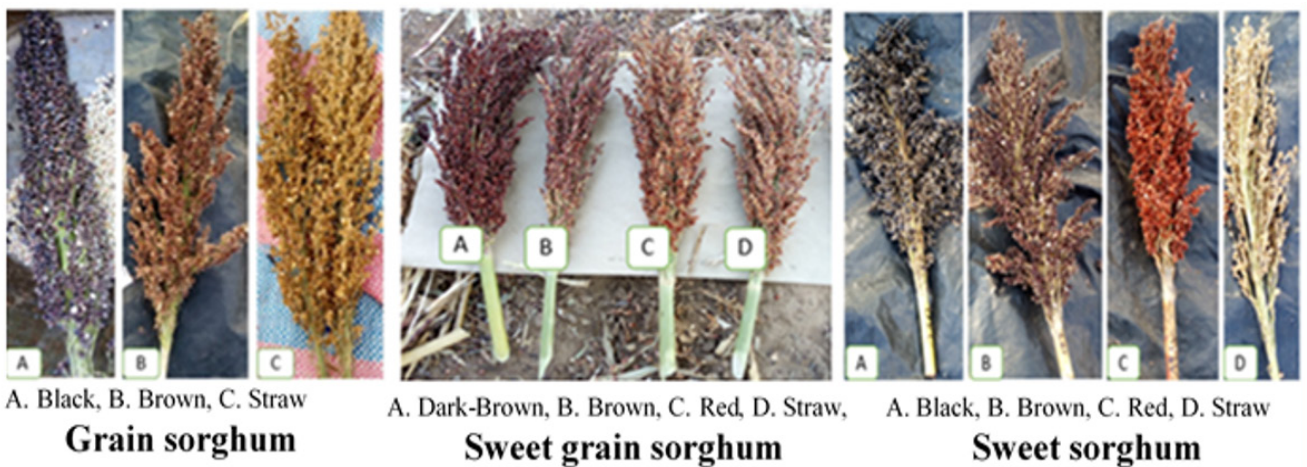 A
B
C
A. Black, B. Brown, C. Straw
Grain sorghum
A
B
C
D
A. Dark-Brown, B. Brown, C. Red, D. Straw,
Sweet grain sorghum
A
B
C
D
A. Black, B. Brown, C. Red, D. Straw
Sweet sorghum